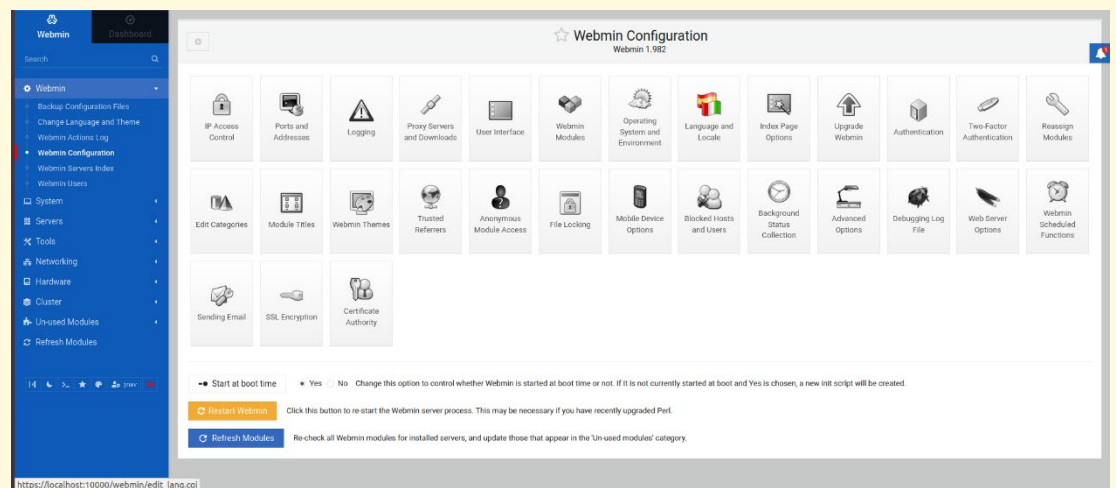 Webmin
Dashboard
Search
Webmin
Backup Configuration Files
Change Language and Theme
Webmin Actions Log
Webmin Configuration
Webmin Servers Index
Webmin Users
System
Servers
Tools
Networking
Hardware
Cluster
Un-used Modules
Refresh Modules
Webmin Configuration
Webmin 1.982
IP Access
Control
Ports and
Addresses
Logging
Proxy Servers
and Downloads
User Interface
Webmin
Modules
Operating
System and
Environment
Language and
Locale
Index Page
Options
Upgrade
Webmin
Authentication
Two-Factor
Authentication
Reassign
Modules
Edit Categories
Module Titles
Webmin Themes
Trusted
Referrers
Anonymous
Module Access
File Locking
Mobile Device
Options
Blocked Hosts
and Users
Background
Status
Collection
Advanced
Options
Debugging Log
File
Web Server
Options
Webmin
Scheduled
Functions
Sending Email
SSL Encryption
Certificate
Authority
Start at boot time Yes No Change this option to control whether Webmin is started at boot time or not. If it is not currently started at boot and Yes is chosen, a new init script will be created.
Restart Webmin Click this button to re-start the Webmin server process. This may be necessary if you have recently upgraded Perl.
Refresh Modules Re-check all Webmin modules for installed servers, and update those that appear in the 'Un-used modules' category.
https://localhost:10000/webmin/edit_lang.cgi